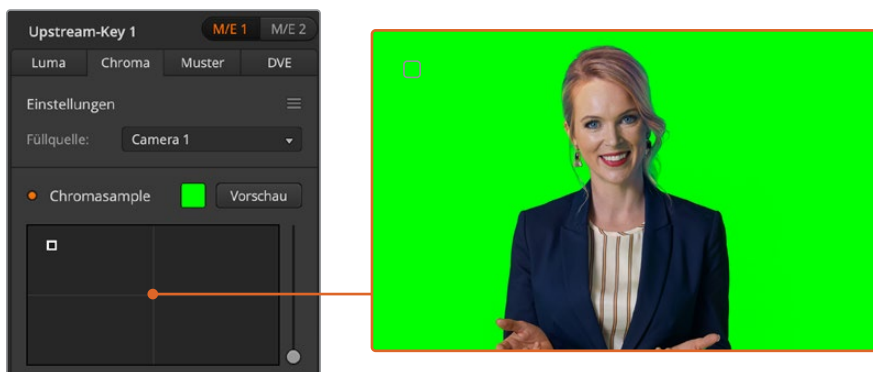 Upstream-Key 1 M/E 1 M/E 2
Luma Chroma Muster DVE
Einstellungen
Füllquelle: Camera 1
Chromasample Vorschau